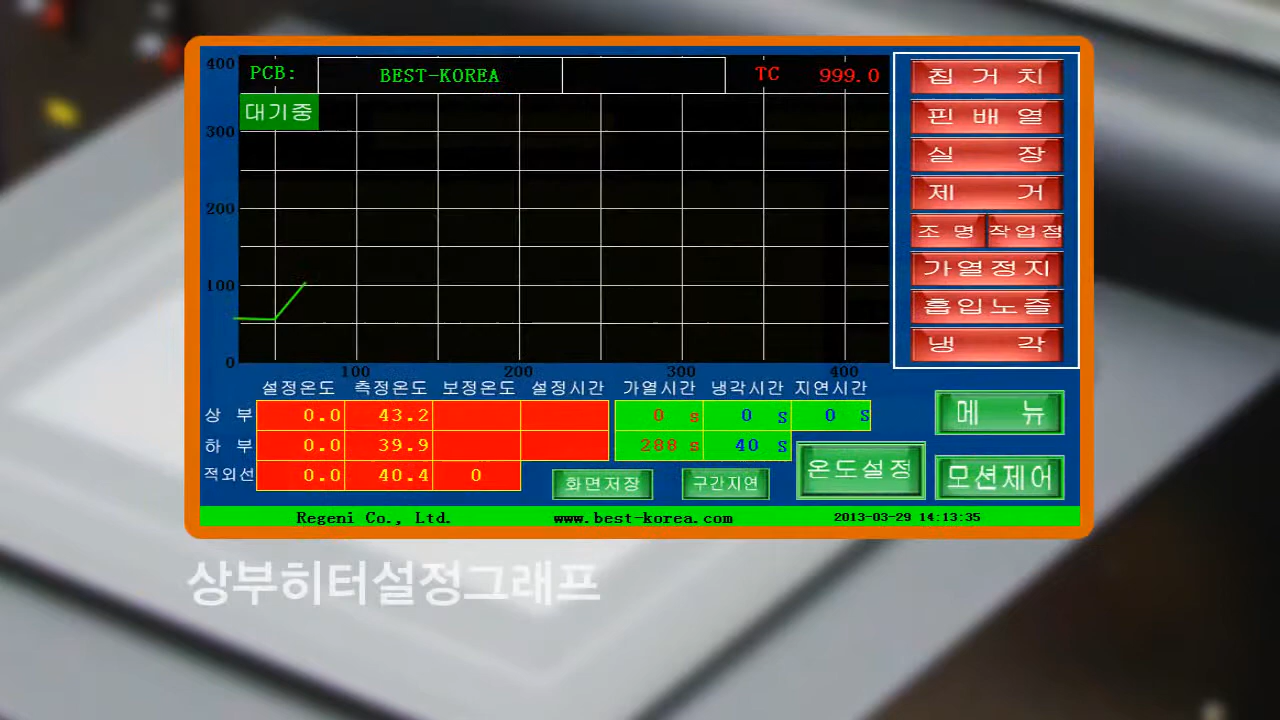 400 PCB: BEST-KOREA TC 999.0
대기중
300
200
100
0
100 200 300 400
칩 거 치
핀 배 열
실 장
제 거
조 명 작업점
가열정지
흡입노즐
냉 각
설정온도 측정온도 보정온도 설정시간 가열시간 냉각시간 지연시간
상 부 0.0 43.2 0 s 0 s 0 s
하 부 0.0 39.9 288 s 40 s
적외선 0.0 40.4 0
화면저장 구간지연 온도설정
메 뉴
모션제어
Regeni Co., Ltd. www.best-korea.com 2013-03-29 14:13:35
상부히터설정그래프